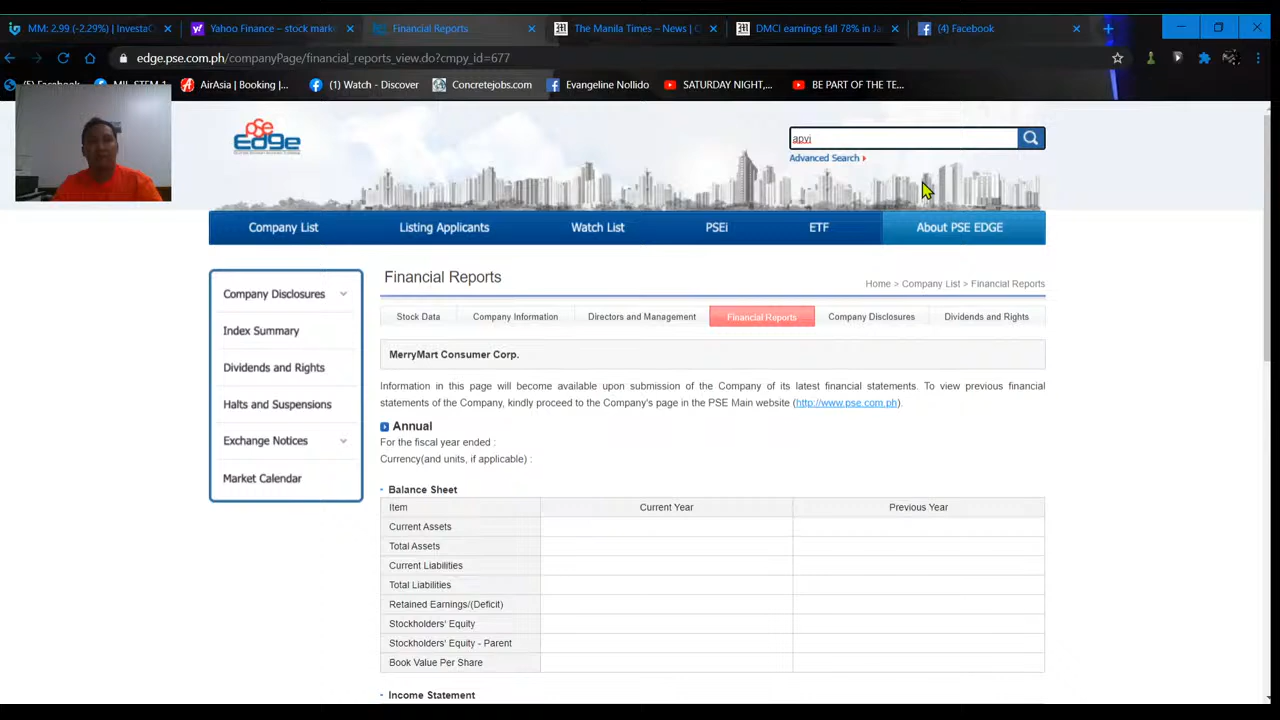 MM: 2.99 (-2.29%) | InvestaC
Yahoo Finance – stock marke
Financial Reports
The Manila Times – News | C
DMCI earnings fall 78% in Ja
(4) Facebook
edge.pse.com.ph/companyPage/financial_reports_view.do?cmpy_id=677
(5) Facebook
MIL STEM 1
AirAsia | Booking |...
(1) Watch - Discover
Concretejobs.com
Evangeline Nollido
SATURDAY NIGHT,...
BE PART OF THE TE...
PSE
EDGE
apvi
Advanced Search
Company List
Listing Applicants
Watch List
PSEi
ETF
About PSE EDGE
Company Disclosures
Index Summary
Dividends and Rights
Halts and Suspensions
Exchange Notices
Market Calendar
Financial Reports
Home > Company List > Financial Reports
Stock Data
Company Information
Directors and Management
Financial Reports
Company Disclosures
Dividends and Rights
MerryMart Consumer Corp.
Information in this page will become available upon submission of the Company of its latest financial statements. To view previous financial
statements of the Company, kindly proceed to the Company's page in the PSE Main website (http://www.pse.com.ph).
Annual
For the fiscal year ended :
Currency(and units, if applicable) :
Balance Sheet
Item Current Year Previous Year
Current Assets
Total Assets
Current Liabilities
Total Liabilities
Retained Earnings/(Deficit)
Stockholders' Equity
Stockholders' Equity - Parent
Book Value Per Share
Income Statement